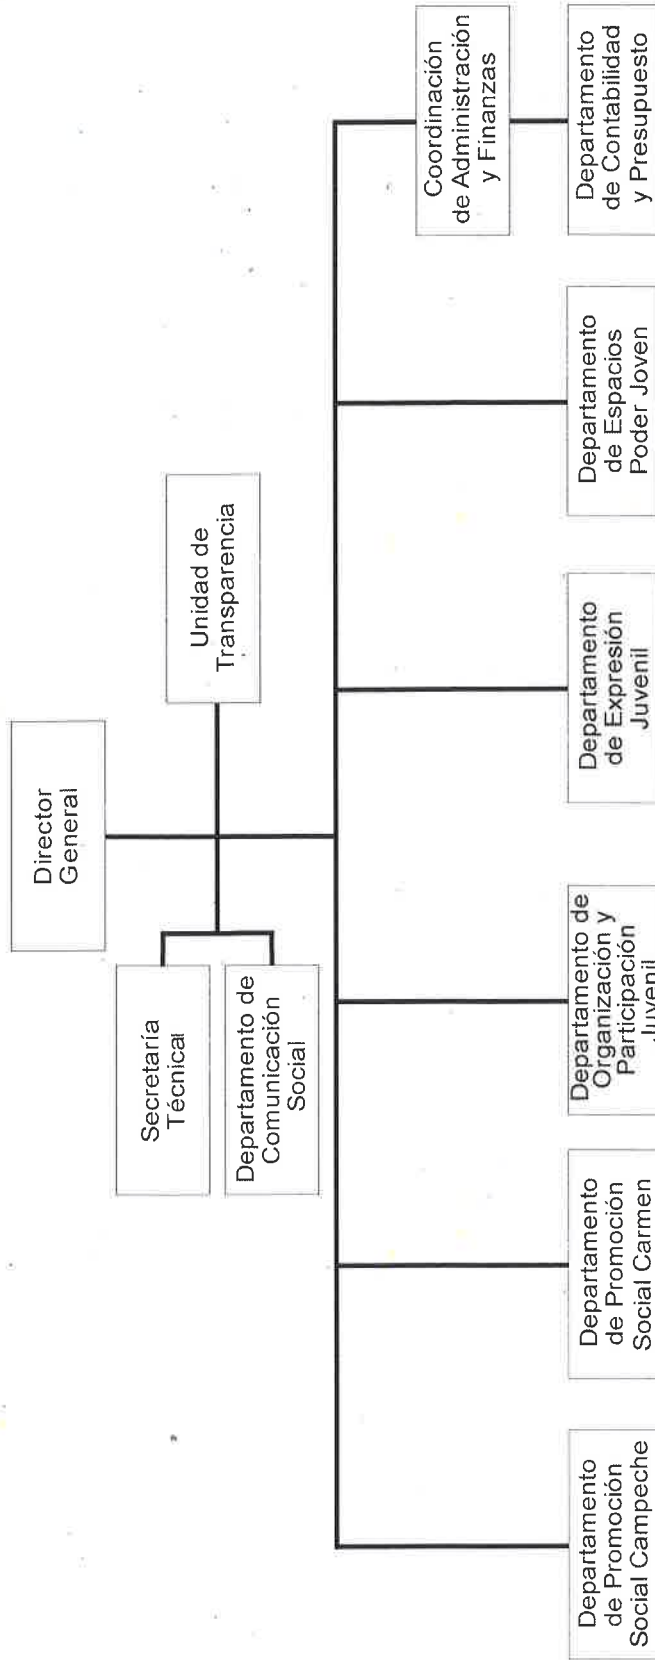 Director
General
Unidad de
Transparencia
Secretaría
Técnica
Departamento de
Comunicación
Social
Departamento
de Promoción
Social Campeche
Departamento
de Promoción
Social Carmen
Departamento de
Organización y
Participación
Juvenil
Departamento
de Expresión
Juvenil
Departamento
de Espacios
Poder Joven
Coordinación
de Administración
y Finanzas
Departamento
de Contabilidad
y Presupuesto